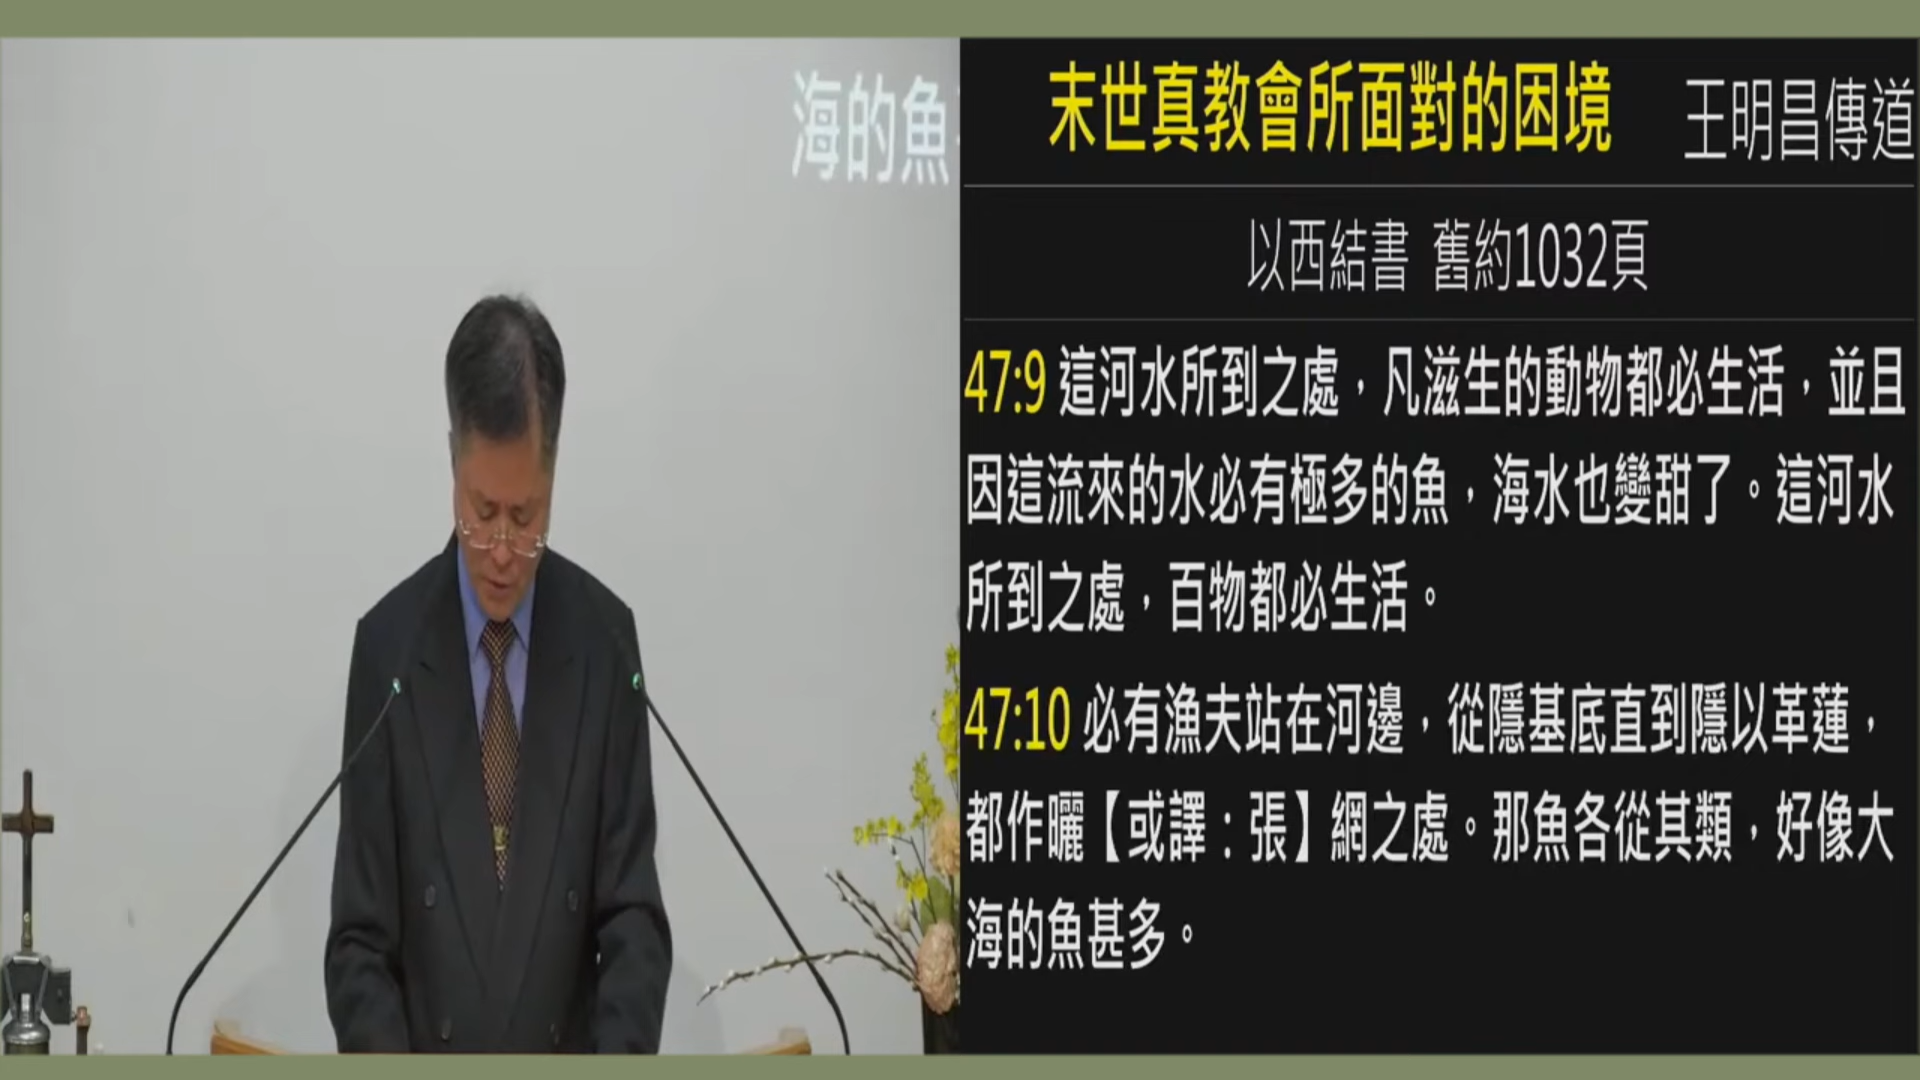 海的魚
末世真教會所面對的困境 王明昌傳道
以西結書 舊約1032頁
47:9 這河水所到之處，凡滋生的動物都必生活，並且
因這流來的水必有極多的魚，海水也變甜了。這河水
所到之處，百物都必生活。
47:10 必有漁夫站在河邊，從隱基底直到隱以革蓮，
都作曬【或譯：張】網之處。那魚各從其類，好像大
海的魚甚多。